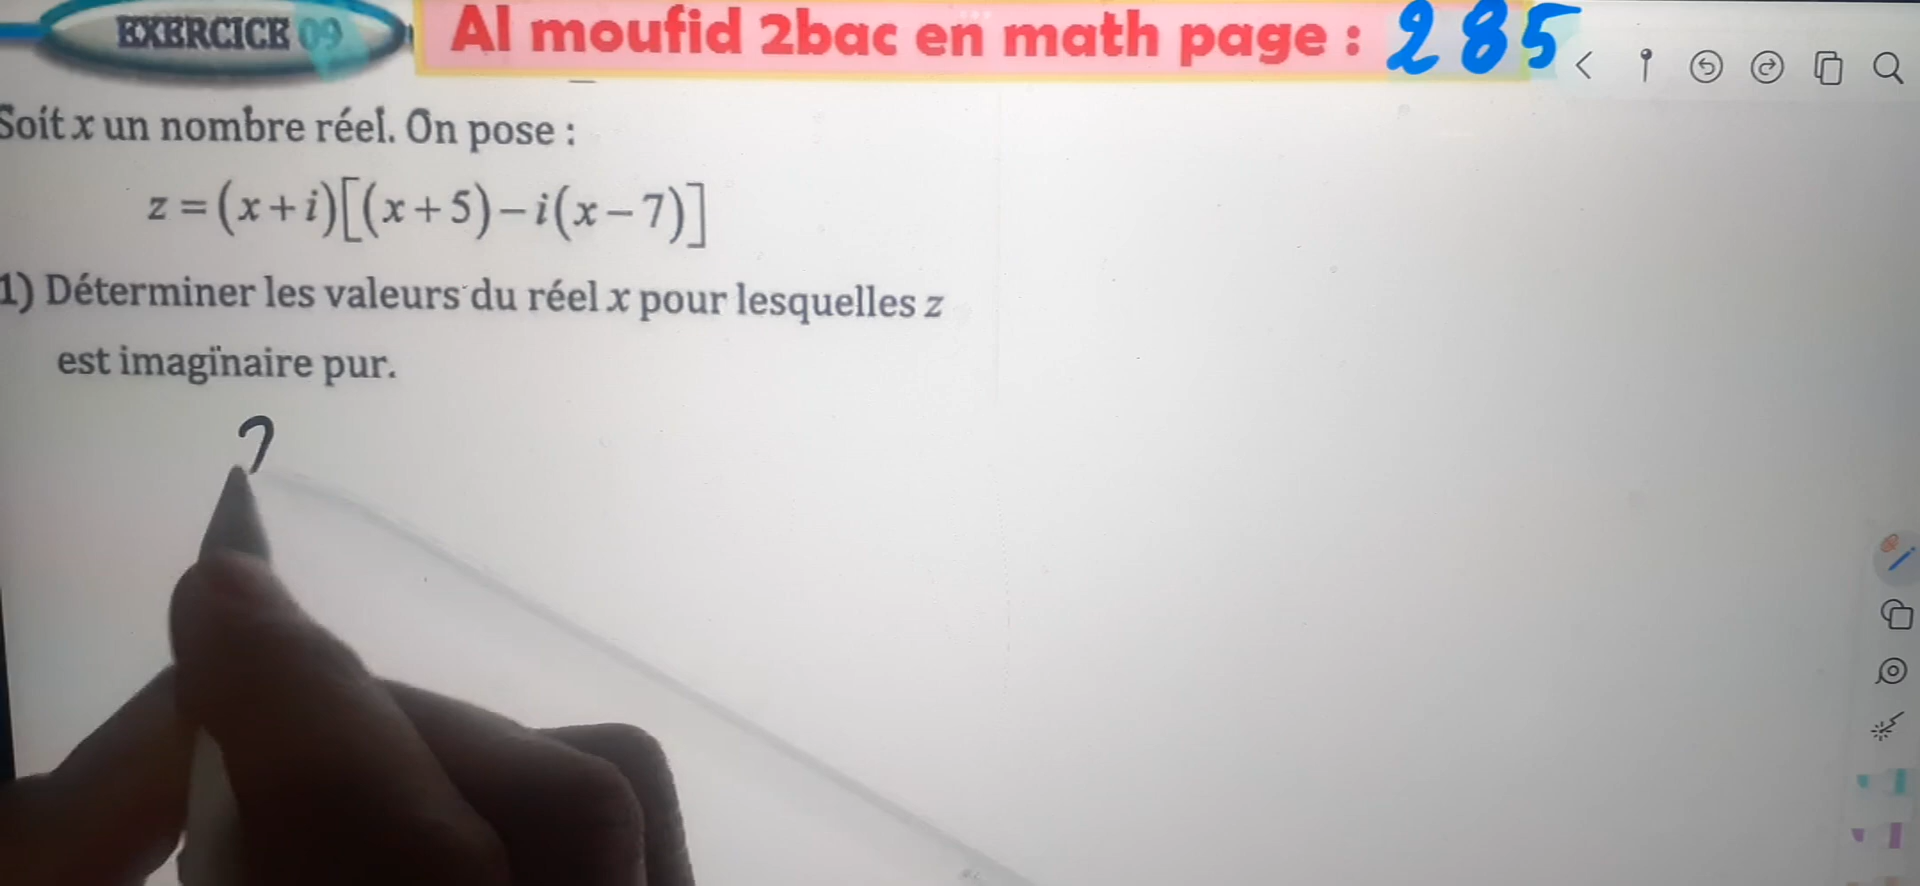 EXERCICE 09
Al moufid 2bac en math page : 285
Soit x un nombre réel. On pose :
z = (x+i)[(x+5)−i(x−7)]
1) Déterminer les valeurs du réel x pour lesquelles z
est imaginaire pur.